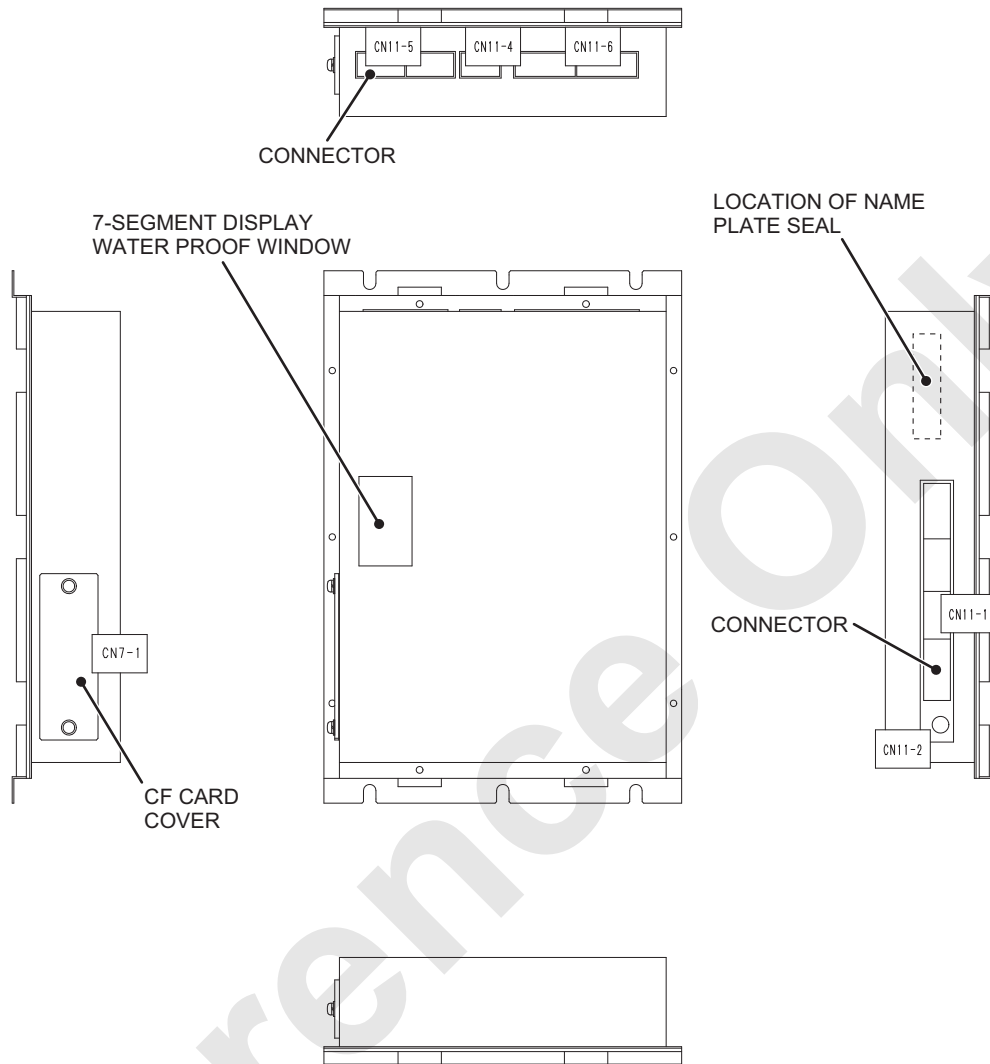 CN11-5
CN11-4
CN11-6
CONNECTOR
7-SEGMENT DISPLAY
WATER PROOF WINDOW
LOCATION OF NAME
PLATE SEAL
CN11-1
CONNECTOR
CN7-1
CN11-2
CF CARD
COVER